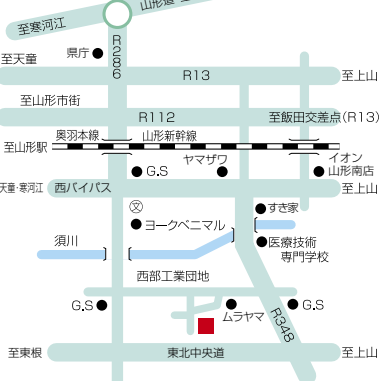 至寒河江
山形道
県庁
R286
至天童
R13
至上山
至山形市街
R112
至飯田交差点(R13)
奥羽本線
山形新幹線
至山形駅
ヤマザワ
イオン
山形南店
G.S
天童・寒河江
西バイパス
至上山
文
すき家
ヨークベニマル
須川
医療技術
専門学校
西部工業団地
G.S
ムラヤマ
G.S
R348
至東根
東北中央道
至上山